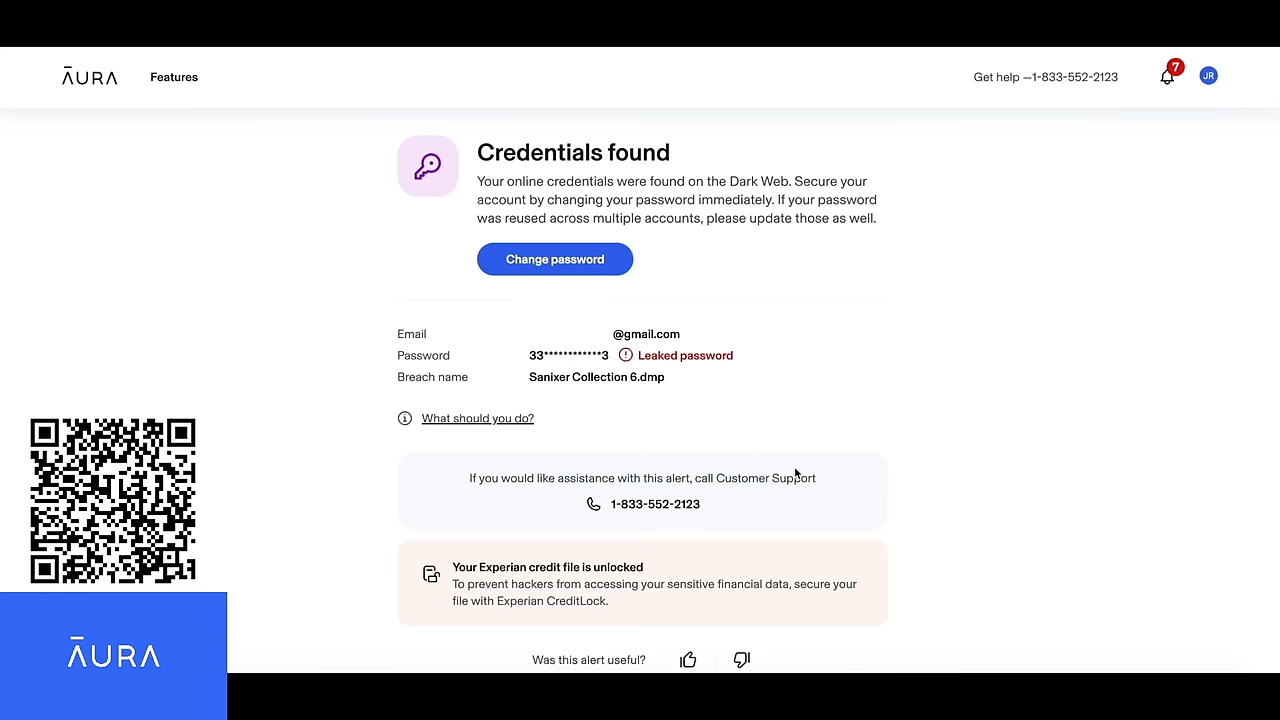 ĀURA
Features
Get help —1-833-552-2123
7
JR
Credentials found
Your online credentials were found on the Dark Web. Secure your
account by changing your password immediately. If your password
was reused across multiple accounts, please update those as well.
Change password
Email @gmail.com
Password 33************3 Leaked password
Breach name Sanixer Collection 6.dmp
What should you do?
If you would like assistance with this alert, call Customer Support
1-833-552-2123
Your Experian credit file is unlocked
To prevent hackers from accessing your sensitive financial data, secure your
file with Experian CreditLock.
Was this alert useful?
ĀURA